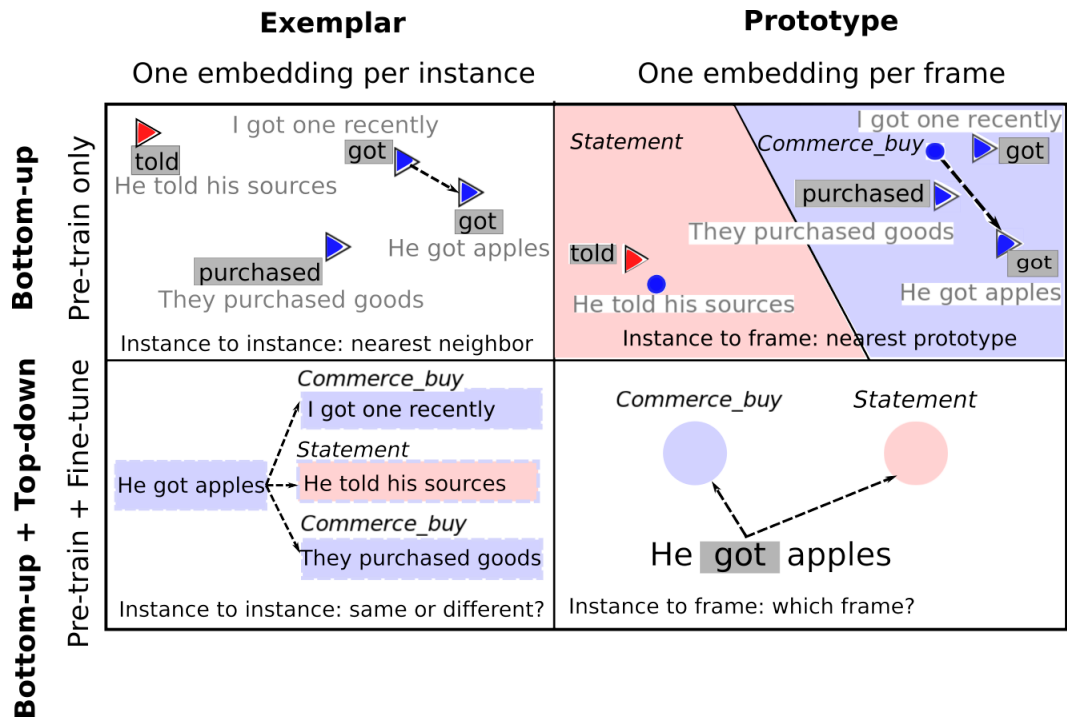 Exemplar
Prototype
One embedding per instance
One embedding per frame
Bottom-up
Pre-train only
told
He told his sources
I got one recently
got
got
He got apples
purchased
They purchased goods
Instance to instance: nearest neighbor
Statement
Commerce_buy
I got one recently
got
purchased
They purchased goods
told
He told his sources
got
He got apples
Instance to frame: nearest prototype
Bottom-up + Top-down
Pre-train + Fine-tune
He got apples
Commerce_buy
I got one recently
Statement
He told his sources
Commerce_buy
They purchased goods
Instance to instance: same or different?
Commerce_buy
Statement
He got apples
Instance to frame: which frame?